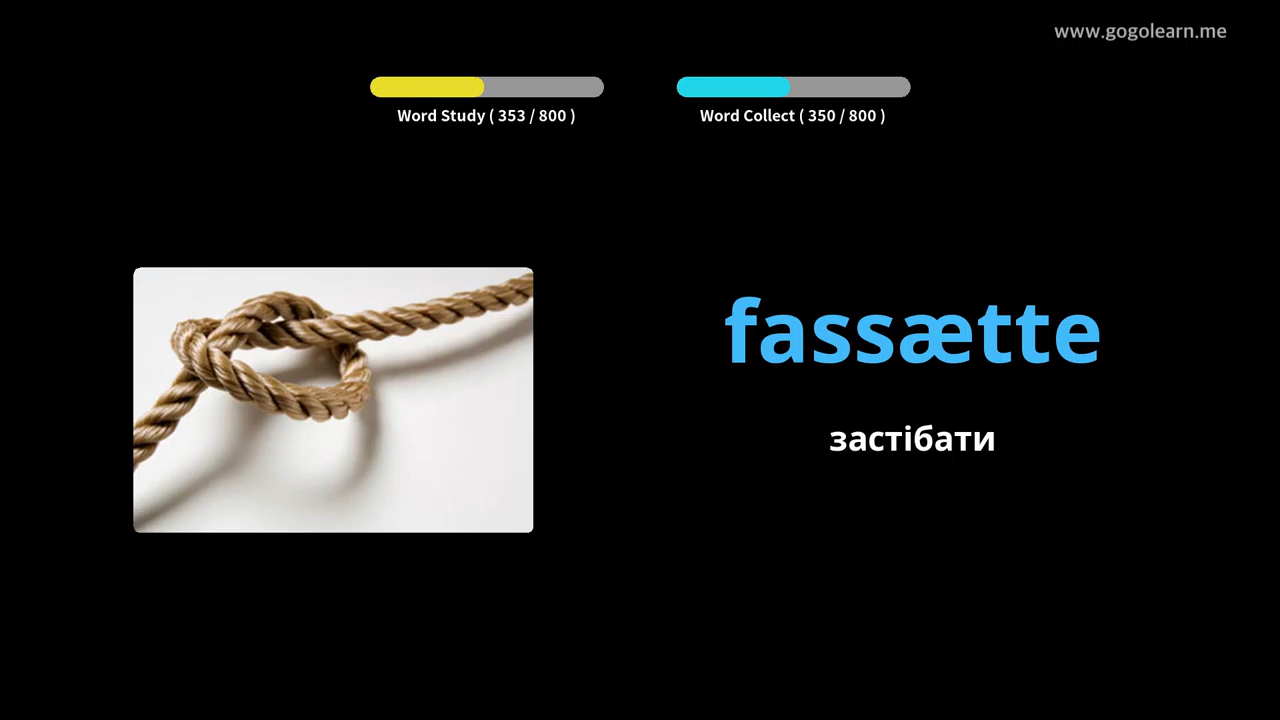 www.gogolearn.me
Word Study ( 353 / 800 )
Word Collect ( 350 / 800 )
fassætte
застібати